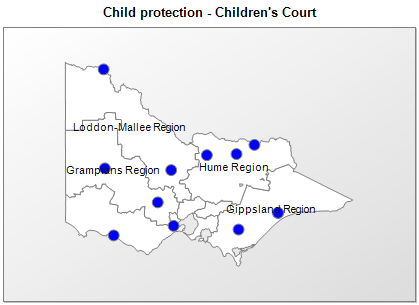 Child protection - Children's Court
Loddon-Mallee Region
Grampians Region
Hume Region
Gippsland Region